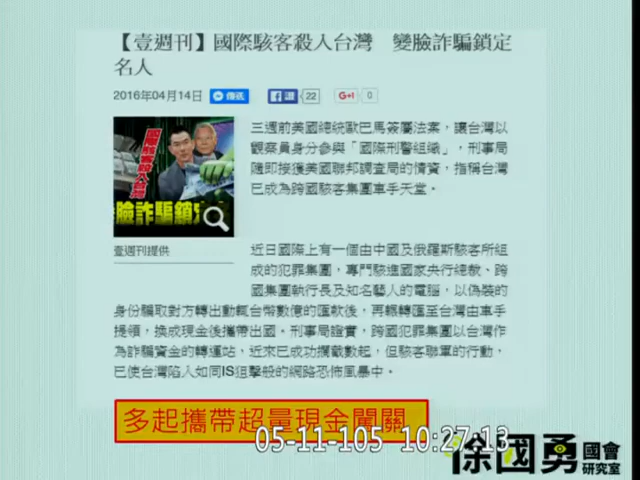 【壹週刊】國際駭客殺入台灣　變臉詐騙鎖定
名人
2016年04月14日 傳送 讚 22 G+1 0
三週前美國總統歐巴馬簽屬法案，讓台灣以
觀察員身分參與「國際刑警組織」，刑事局
隨即接獲美國聯邦調查局的情資，指稱台灣
已成為跨國駭客集團車手天堂。
國際駭客殺入台灣
臉詐騙鎖定
壹週刊提供
近日國際上有一個由中國及俄羅斯駭客所組
成的犯罪集團，專門駭進國家央行總裁、跨
國集團執行長及知名藝人的電腦，以偽裝的
身份騙取對方轉出動輒台幣數億的匯款後，再輾轉匯至台灣由車手
提領，換成現金後攜帶出國。刑事局證實，跨國犯罪集團以台灣作
為詐騙資金的轉運站，近來已成功攔截數起，但駭客聯軍的行動，
已使台灣陷入如同IS狙擊般的網路恐怖風暴中。
多起攜帶超量現金闖關
05-11-105 10:27:13
徐國勇 國會
研究室